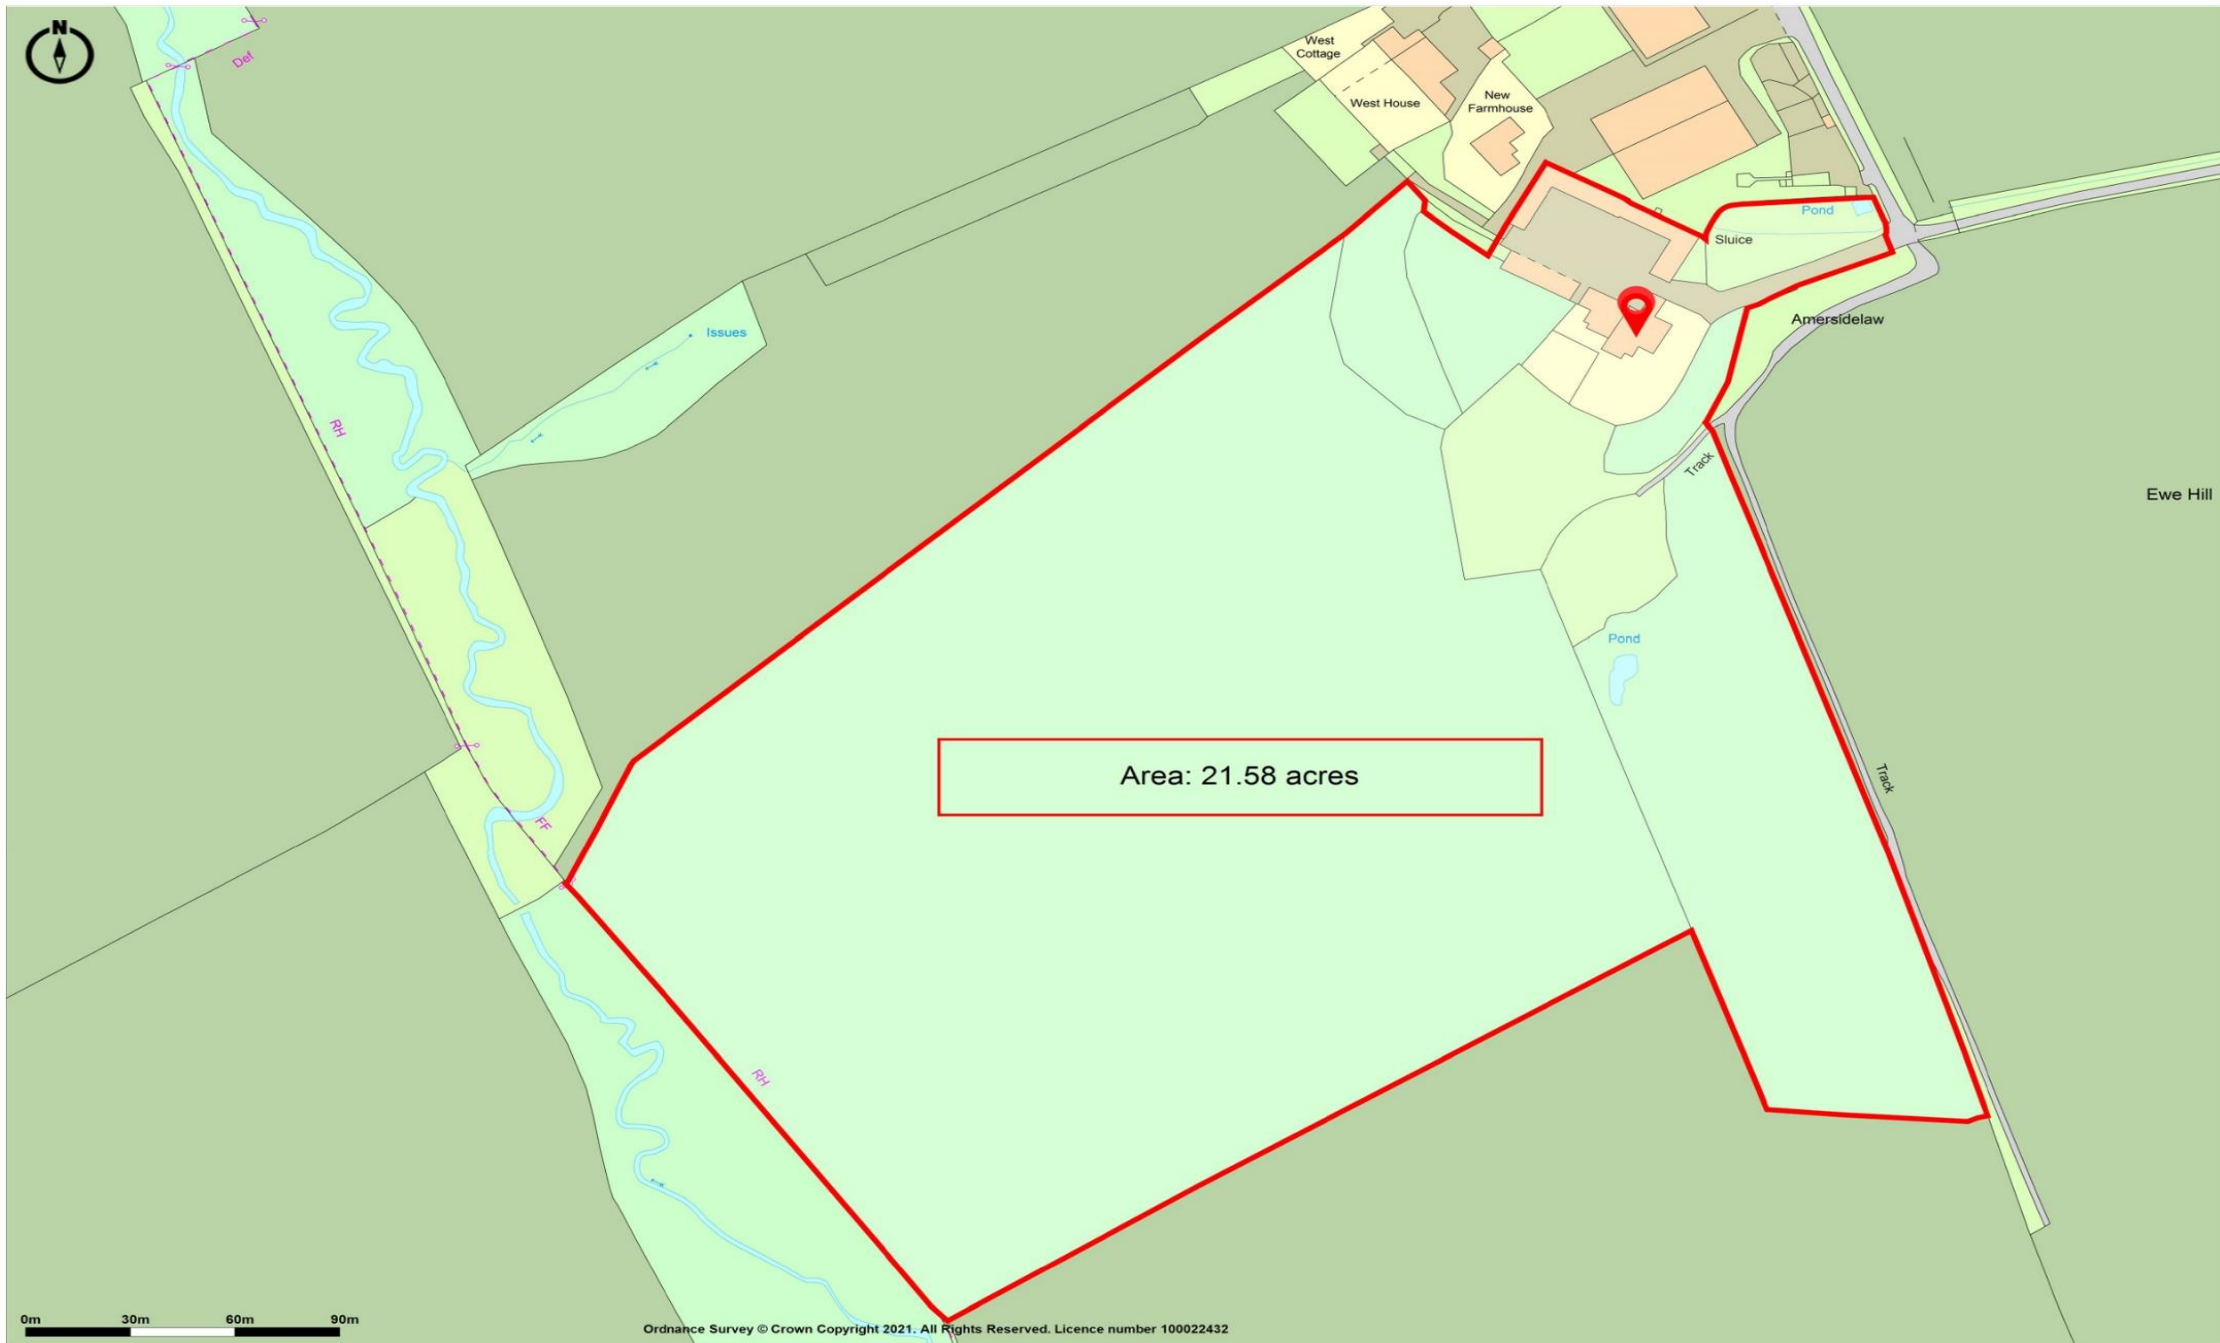 N
Def
West
Cottage
West House
New
Farmhouse
Pond
Sluice
Issues
Amersidelaw
RH
Track
Ewe Hill
Pond
Area: 21.58 acres
Track
FF
RH
0m 30m 60m 90m
Ordnance Survey © Crown Copyright 2021. All Rights Reserved. Licence number 100022432